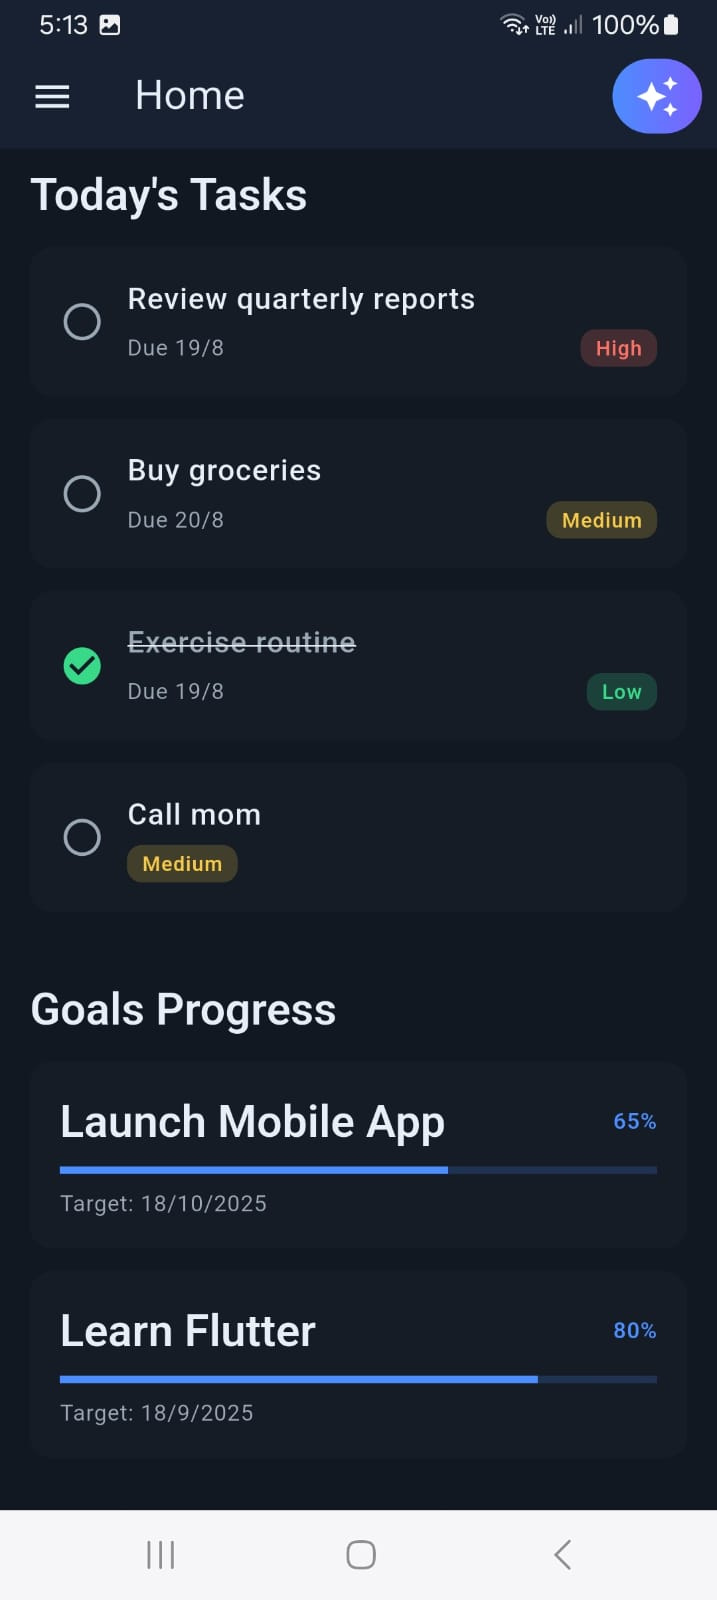 5:13
Vo)) LTE 100%
Home
Today's Tasks
Review quarterly reports
Due 19/8
High
Buy groceries
Due 20/8
Medium
Exercise routine
Due 19/8
Low
Call mom
Medium
Goals Progress
Launch Mobile App
65%
Target: 18/10/2025
Learn Flutter
80%
Target: 18/9/2025